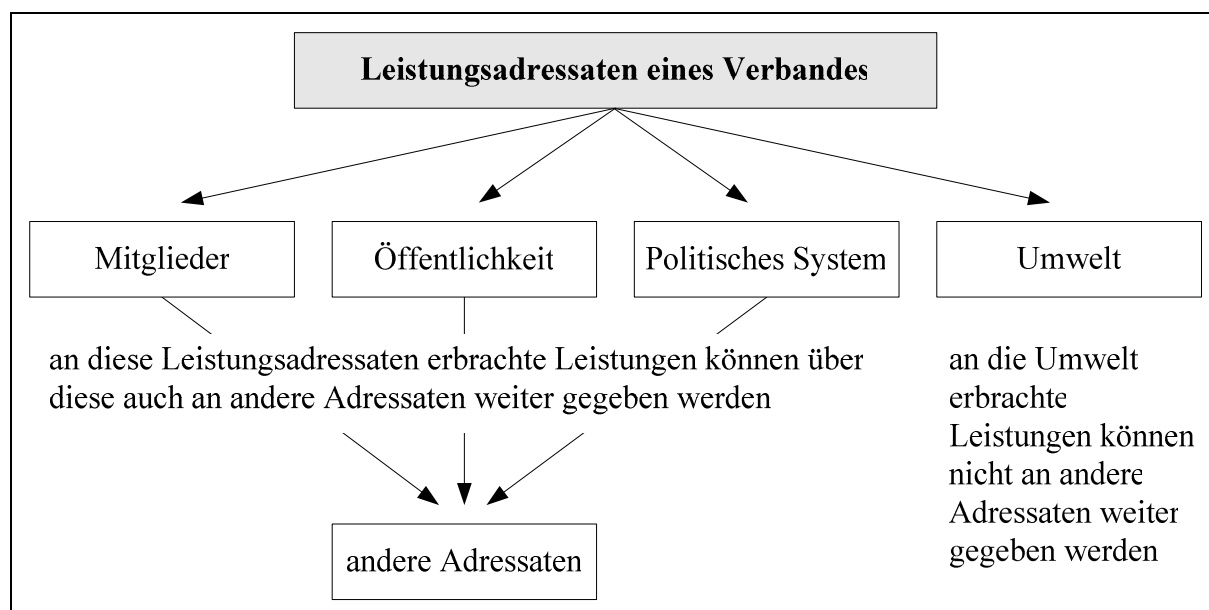 Leistungsadressaten eines Verbandes
Mitglieder
Öffentlichkeit
Politisches System
Umwelt
an diese Leistungsadressaten erbrachte Leistungen können über
diese auch an andere Adressaten weiter gegeben werden
an die Umwelt
erbrachte
Leistungen können
nicht an andere
Adressaten weiter
gegeben werden
andere Adressaten